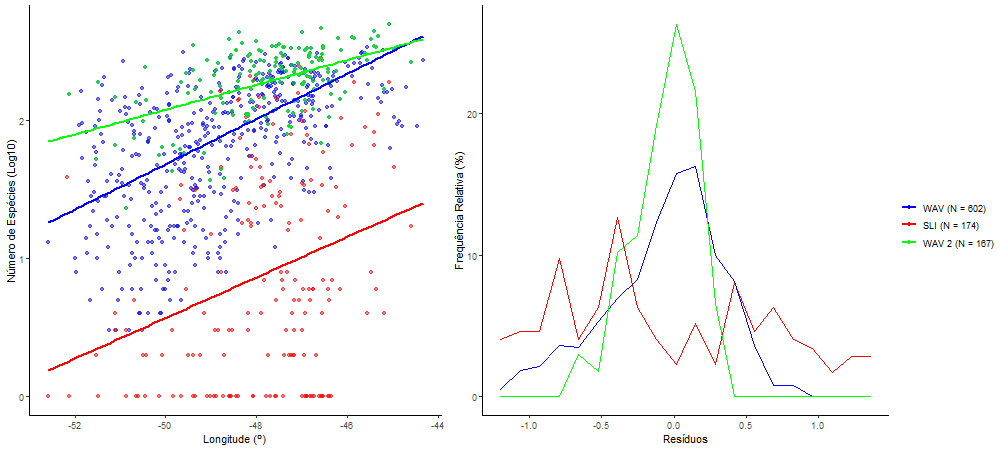 Número de Espécies (Log10)
2
1
0
-52
-50
-48
-46
-44
Longitude (º)
Frequência Relativa (%)
20
10
0
-1.0
-0.5
0.0
0.5
1.0
Resíduos
WAV (N = 602)
SLI (N = 174)
WAV 2 (N = 167)